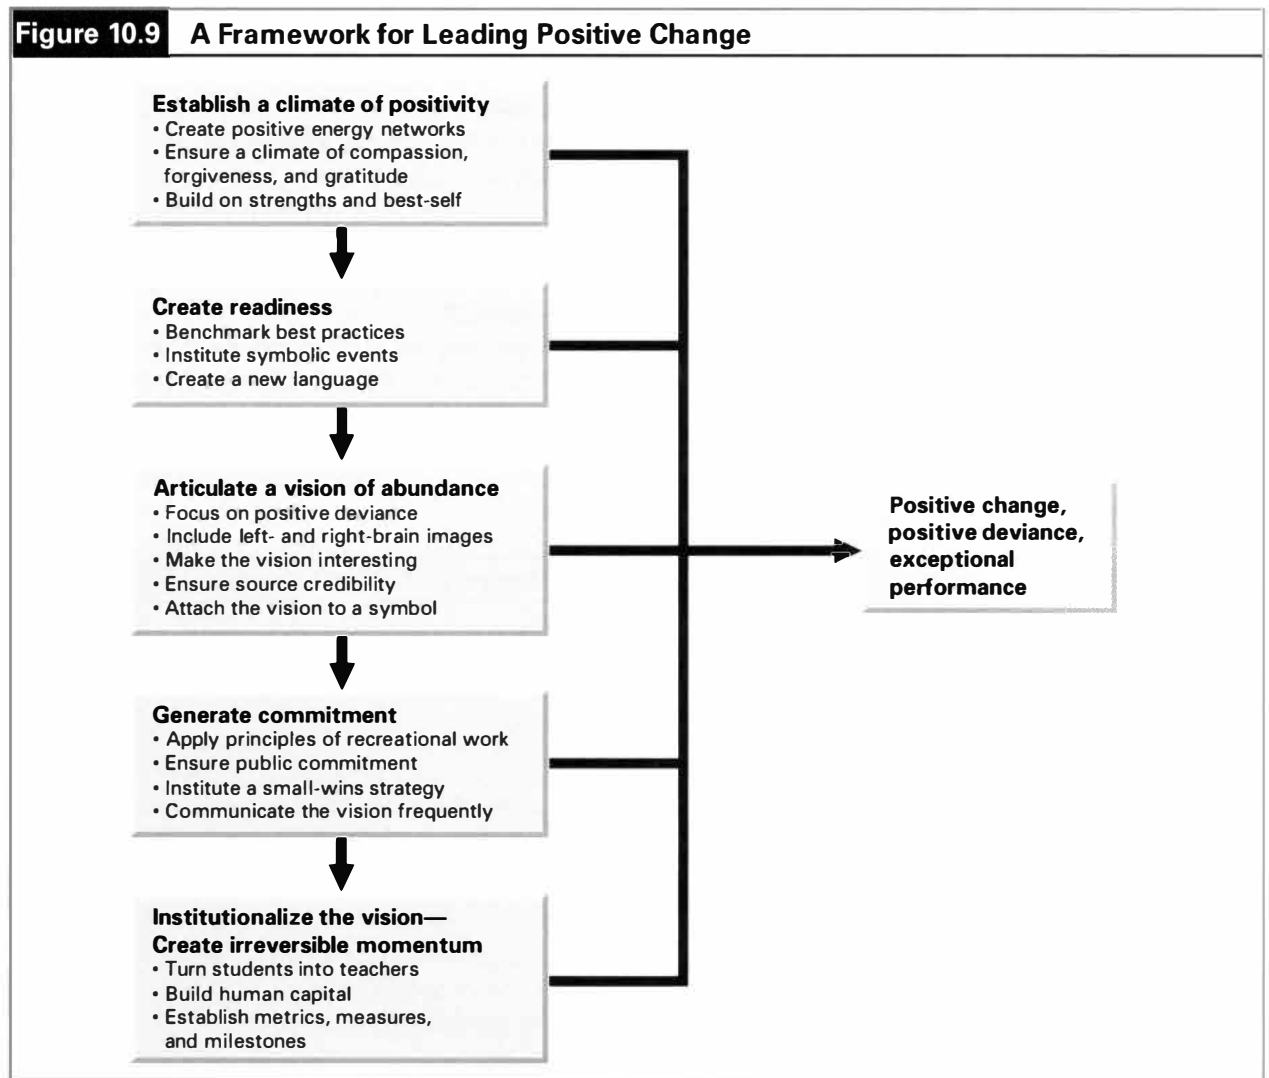 Figure 10.9 A Framework for Leading Positive Change
Establish a climate of positivity
• Create positive energy networks
• Ensure a climate of compassion,
forgiveness, and gratitude
• Build on strengths and best-self
Create readiness
• Benchmark best practices
• Institute symbolic events
• Create a new language
Articulate a vision of abundance
• Focus on positive deviance
• Include left- and right-brain images
• Make the vision interesting
• Ensure source credibility
• Attach the vision to a symbol
Generate commitment
• Apply principles of recreational work
• Ensure public commitment
• Institute a small-wins strategy
• Communicate the vision frequently
Institutionalize the vision—
Create irreversible momentum
• Turn students into teachers
• Build human capital
• Establish metrics, measures,
and milestones
Positive change,
positive deviance,
exceptional
performance